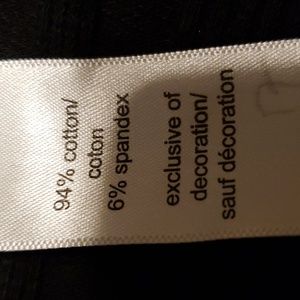 94% cotton/
coton
6% spandex
exclusive of
decoration/
sauf décoration